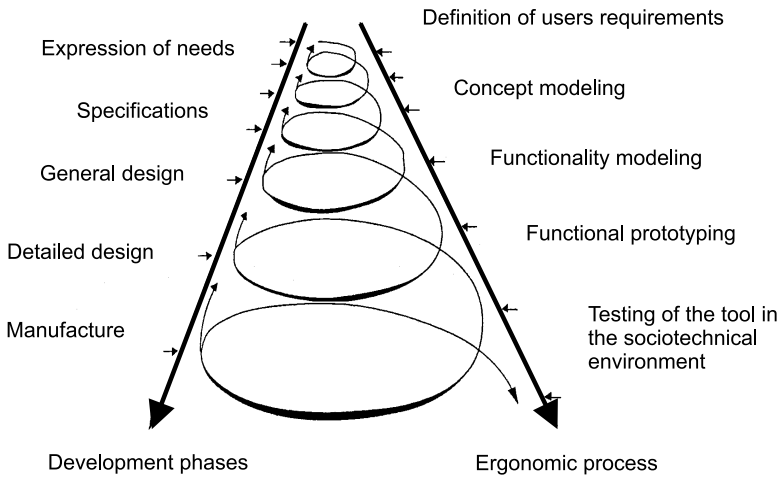 Definition of users requirements
Expression of needs
Concept modeling
Specifications
Functionality modeling
General design
Functional prototyping
Detailed design
Testing of the tool in
the sociotechnical
environment
Manufacture
Development phases
Ergonomic process